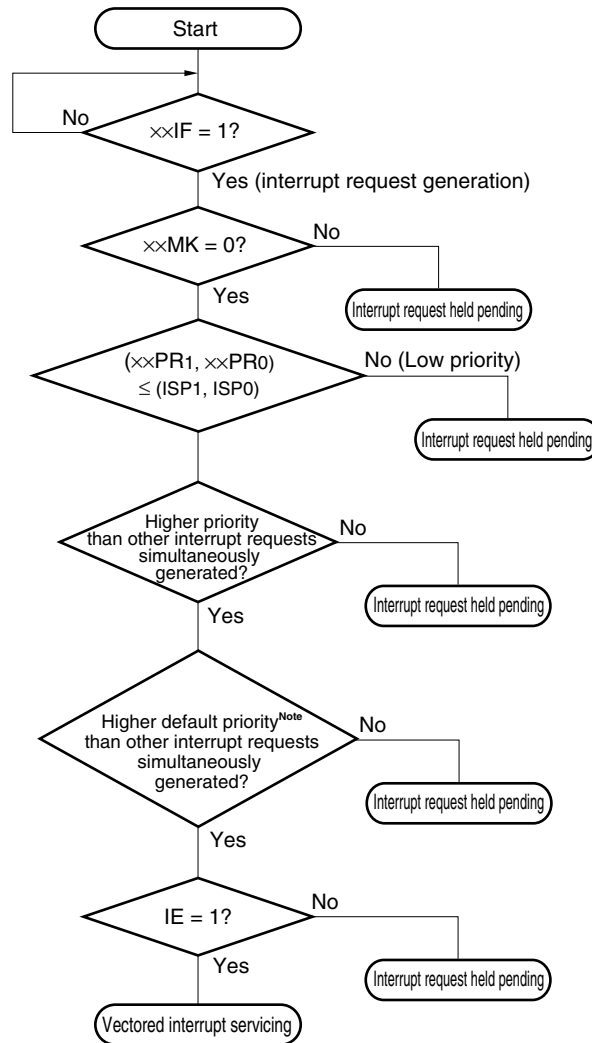 Start
No
××IF = 1?
Yes (interrupt request generation)
No
××MK = 0?
Yes
Interrupt request held pending
(××PR1, ××PR0)
≤ (ISP1, ISP0)
No (Low priority)
Interrupt request held pending
Higher priority
than other interrupt requests
simultaneously
generated?
No
Interrupt request held pending
Yes
Higher default priorityNote
than other interrupt requests
simultaneously
generated?
No
Interrupt request held pending
Yes
IE = 1?
No
Interrupt request held pending
Yes
Vectored interrupt servicing